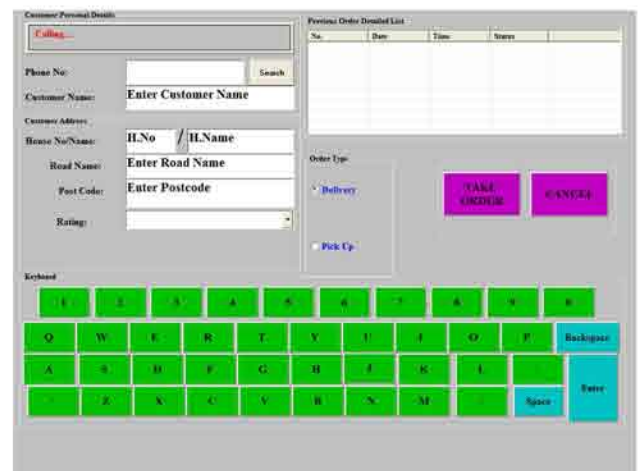 Customer Personal Details
Calling...
Phone No:
Search
Customer Name:
Enter Customer Name
Customer Address
House No/Name:
H.No / H.Name
Road Name:
Enter Road Name
Post Code:
Enter Postcode
Rating:
Previous Order Detailed List
No. Date Time Status
Order Type
Delivery
Pick Up
TAKE ORDER
CANCEL
Keyboard
1 2 3 4 5 6 7 8 9 0
Q W E R T Y U I O P Backspace
A S D F G H J K L
Z X C V B N M
Space
Enter